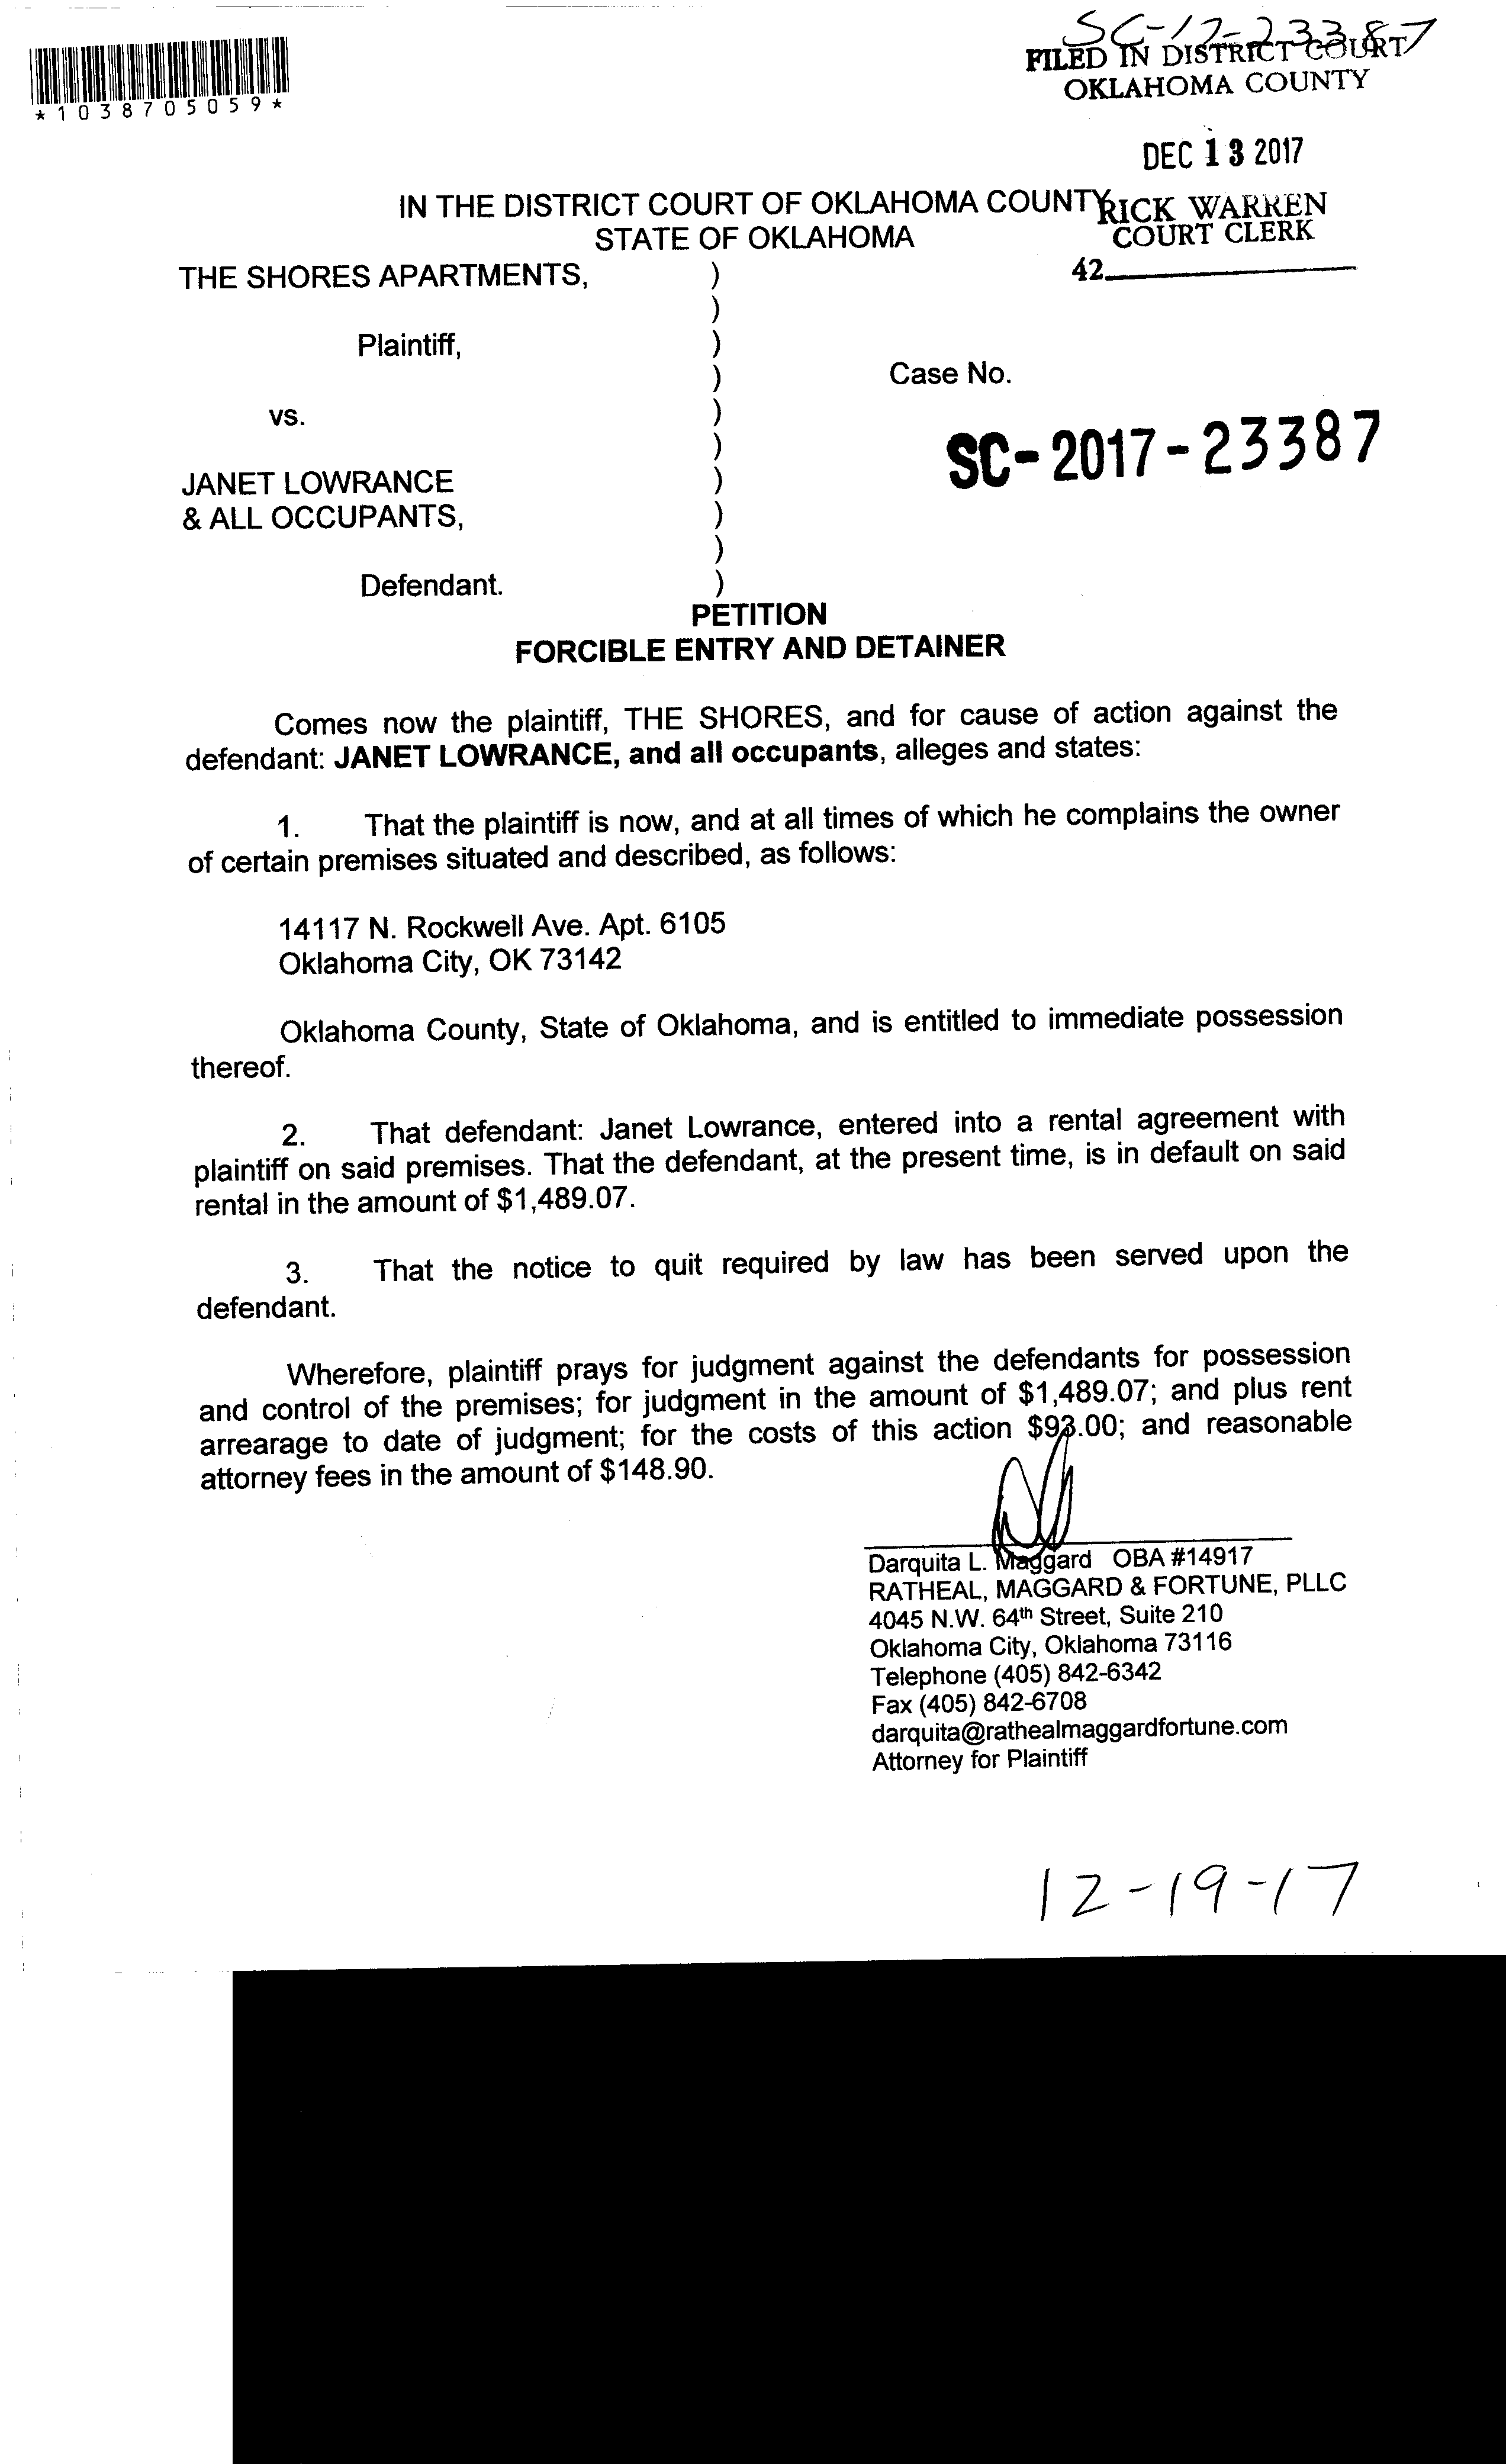 SC-17-23387
FILED IN DISTRICT COURT
OKLAHOMA COUNTY
*1038705059*
DEC 13 2017
IN THE DISTRICT COURT OF OKLAHOMA COUNTY
STATE OF OKLAHOMA
RICK WARREN
COURT CLERK
42
THE SHORES APARTMENTS, )
)
Plaintiff, )
) Case No.
vs. )
) SC-2017-23387
JANET LOWRANCE )
& ALL OCCUPANTS, )
)
Defendant. )
PETITION
FORCIBLE ENTRY AND DETAINER
Comes now the plaintiff, THE SHORES, and for cause of action against the
defendant: JANET LOWRANCE, and all occupants, alleges and states:
1. That the plaintiff is now, and at all times of which he complains the owner
of certain premises situated and described, as follows:
14117 N. Rockwell Ave. Apt. 6105
Oklahoma City, OK 73142
Oklahoma County, State of Oklahoma, and is entitled to immediate possession
thereof.
2. That defendant: Janet Lowrance, entered into a rental agreement with
plaintiff on said premises. That the defendant, at the present time, is in default on said
rental in the amount of $1,489.07.
3. That the notice to quit required by law has been served upon the
defendant.
Wherefore, plaintiff prays for judgment against the defendants for possession
and control of the premises; for judgment in the amount of $1,489.07; and plus rent
arrearage to date of judgment; for the costs of this action $93.00; and reasonable
attorney fees in the amount of $148.90.
Darquita L. Maggard OBA #14917
RATHEAL, MAGGARD & FORTUNE, PLLC
4045 N.W. 64th Street, Suite 210
Oklahoma City, Oklahoma 73116
Telephone (405) 842-6342
Fax (405) 842-6708
darquita@rathealmaggardfortune.com
Attorney for Plaintiff
12-19-17